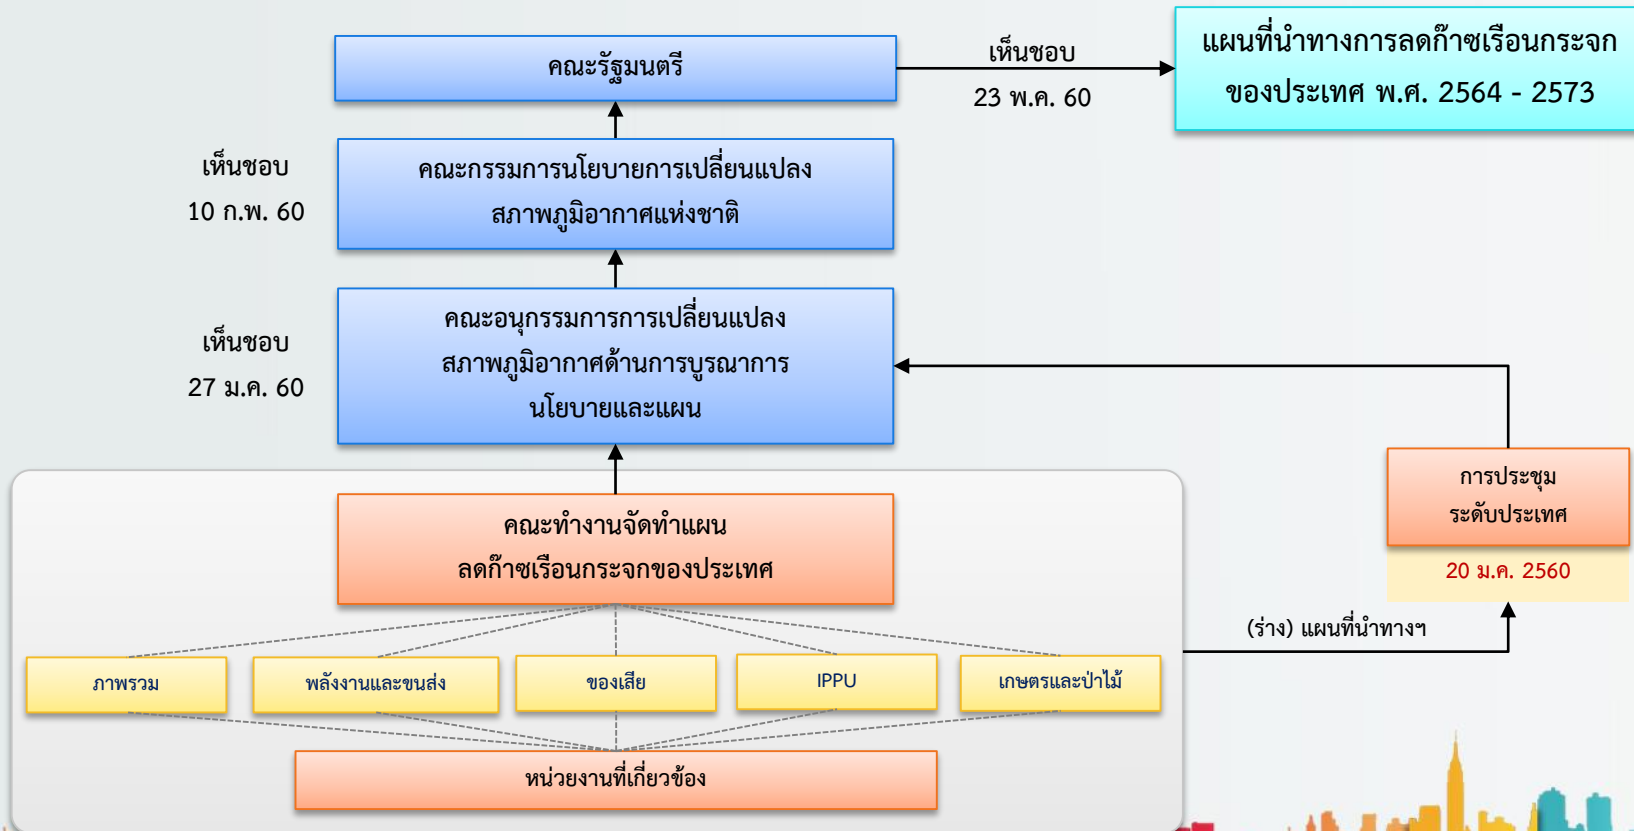 คณะรัฐมนตรี
เห็นชอบ
23 พ.ค. 60
แผนที่นำทางการลดก๊าซเรือนกระจก
ของประเทศ พ.ศ. 2564 - 2573
เห็นชอบ
10 ก.พ. 60
คณะกรรมการนโยบายการเปลี่ยนแปลง
สภาพภูมิอากาศแห่งชาติ
เห็นชอบ
27 ม.ค. 60
คณะอนุกรรมการการเปลี่ยนแปลง
สภาพภูมิอากาศด้านการบูรณาการ
นโยบายและแผน
การประชุม
ระดับประเทศ
20 ม.ค. 2560
(ร่าง) แผนที่นำทางฯ
คณะทำงานจัดทำแผน
ลดก๊าซเรือนกระจกของประเทศ
ภาพรวม
พลังงานและขนส่ง
ของเสีย
IPPU
เกษตรและป่าไม้
หน่วยงานที่เกี่ยวข้อง